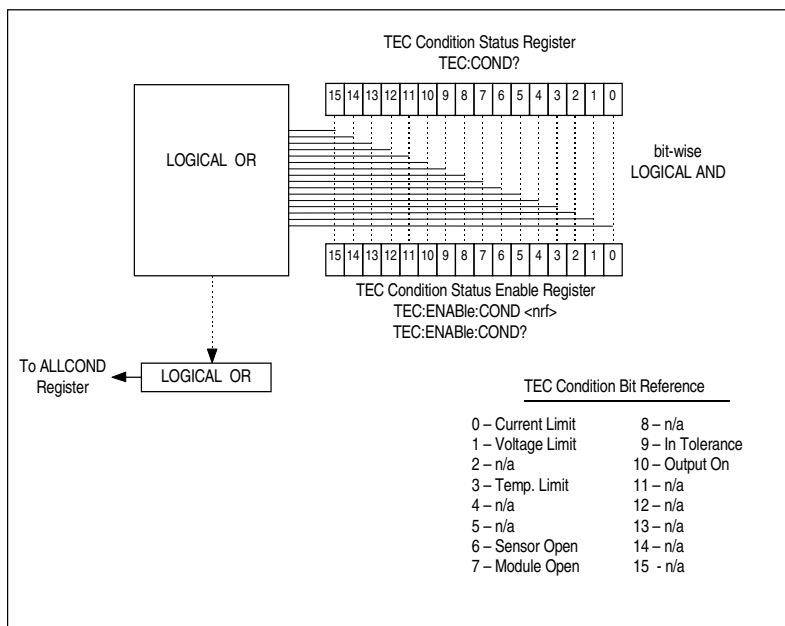 TEC Condition Status Register
TEC:COND?
15 14 13 12 11 10 9 8 7 6 5 4 3 2 1 0
LOGICAL OR
bit-wise
LOGICAL AND
15 14 13 12 11 10 9 8 7 6 5 4 3 2 1 0
TEC Condition Status Enable Register
TEC:ENABle:COND <nrf>
TEC:ENABle:COND?
To ALLCOND
Register
LOGICAL OR
TEC Condition Bit Reference
0 – Current Limit
1 – Voltage Limit
2 – n/a
3 – Temp. Limit
4 – n/a
5 – n/a
6 – Sensor Open
7 – Module Open
8 – n/a
9 – In Tolerance
10 – Output On
11 – n/a
12 – n/a
13 – n/a
14 – n/a
15 - n/a